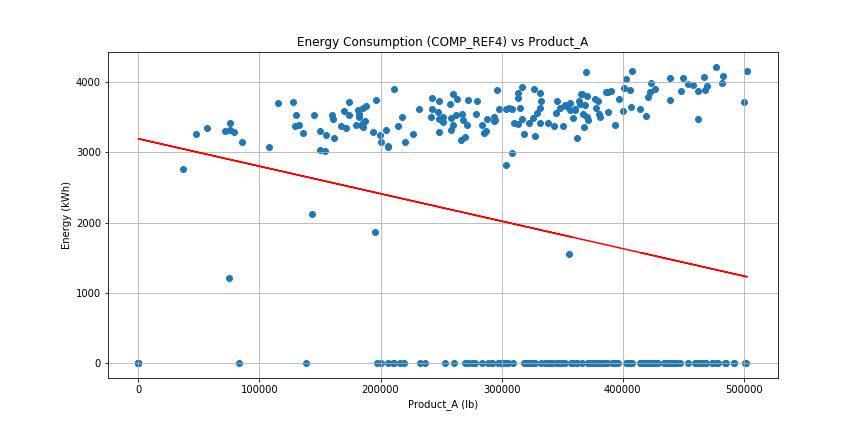 Energy Consumption (COMP_REF4) vs Product_A
Energy (kWh)
4000
3000
2000
1000
0
0 100000 200000 300000 400000 500000
Product_A (lb)